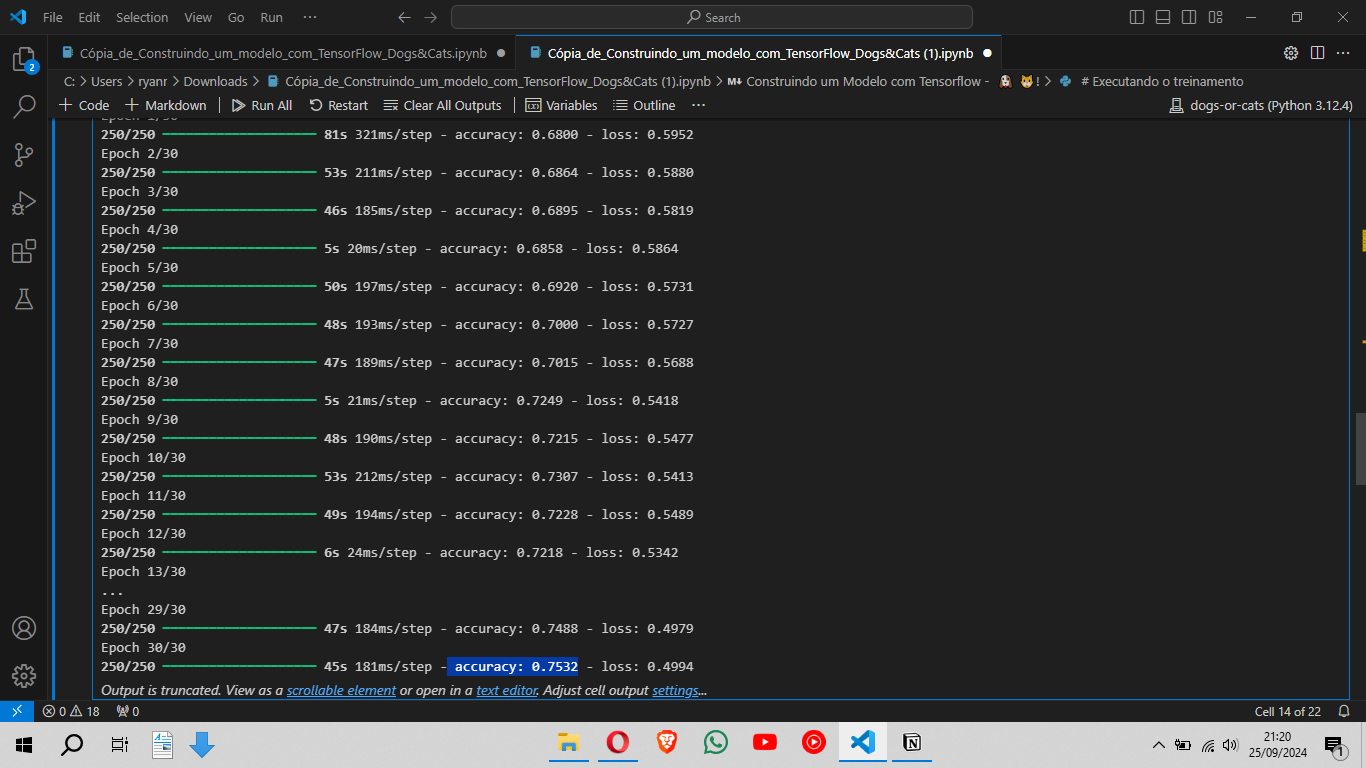 File Edit Selection View Go Run ··· Search
Cópia_de_Construindo_um_modelo_com_TensorFlow_Dogs&Cats.ipynb Cópia_de_Construindo_um_modelo_com_TensorFlow_Dogs&Cats (1).ipynb
C: > Users > ryanr > Downloads > Cópia_de_Construindo_um_modelo_com_TensorFlow_Dogs&Cats (1).ipynb > M↓ Construindo um Modelo com Tensorflow - 🐶 🐱! > # Executando o treinamento
+ Code + Markdown | Run All Restart Clear All Outputs | Variables Outline ··· dogs-or-cats (Python 3.12.4)
Epoch 1/30
250/250 ━━━━━━━━━━━━━━━━━━━━ 81s 321ms/step - accuracy: 0.6800 - loss: 0.5952
Epoch 2/30
250/250 ━━━━━━━━━━━━━━━━━━━━ 53s 211ms/step - accuracy: 0.6864 - loss: 0.5880
Epoch 3/30
250/250 ━━━━━━━━━━━━━━━━━━━━ 46s 185ms/step - accuracy: 0.6895 - loss: 0.5819
Epoch 4/30
250/250 ━━━━━━━━━━━━━━━━━━━━ 5s 20ms/step - accuracy: 0.6858 - loss: 0.5864
Epoch 5/30
250/250 ━━━━━━━━━━━━━━━━━━━━ 50s 197ms/step - accuracy: 0.6920 - loss: 0.5731
Epoch 6/30
250/250 ━━━━━━━━━━━━━━━━━━━━ 48s 193ms/step - accuracy: 0.7000 - loss: 0.5727
Epoch 7/30
250/250 ━━━━━━━━━━━━━━━━━━━━ 47s 189ms/step - accuracy: 0.7015 - loss: 0.5688
Epoch 8/30
250/250 ━━━━━━━━━━━━━━━━━━━━ 5s 21ms/step - accuracy: 0.7249 - loss: 0.5418
Epoch 9/30
250/250 ━━━━━━━━━━━━━━━━━━━━ 48s 190ms/step - accuracy: 0.7215 - loss: 0.5477
Epoch 10/30
250/250 ━━━━━━━━━━━━━━━━━━━━ 53s 212ms/step - accuracy: 0.7307 - loss: 0.5413
Epoch 11/30
250/250 ━━━━━━━━━━━━━━━━━━━━ 49s 194ms/step - accuracy: 0.7228 - loss: 0.5489
Epoch 12/30
250/250 ━━━━━━━━━━━━━━━━━━━━ 6s 24ms/step - accuracy: 0.7218 - loss: 0.5342
Epoch 13/30
...
Epoch 29/30
250/250 ━━━━━━━━━━━━━━━━━━━━ 47s 184ms/step - accuracy: 0.7488 - loss: 0.4979
Epoch 30/30
250/250 ━━━━━━━━━━━━━━━━━━━━ 45s 181ms/step - accuracy: 0.7532 - loss: 0.4994
Output is truncated. View as a scrollable element or open in a text editor. Adjust cell output settings...
0 18 0 Cell 14 of 22
21:20
25/09/2024
2
1